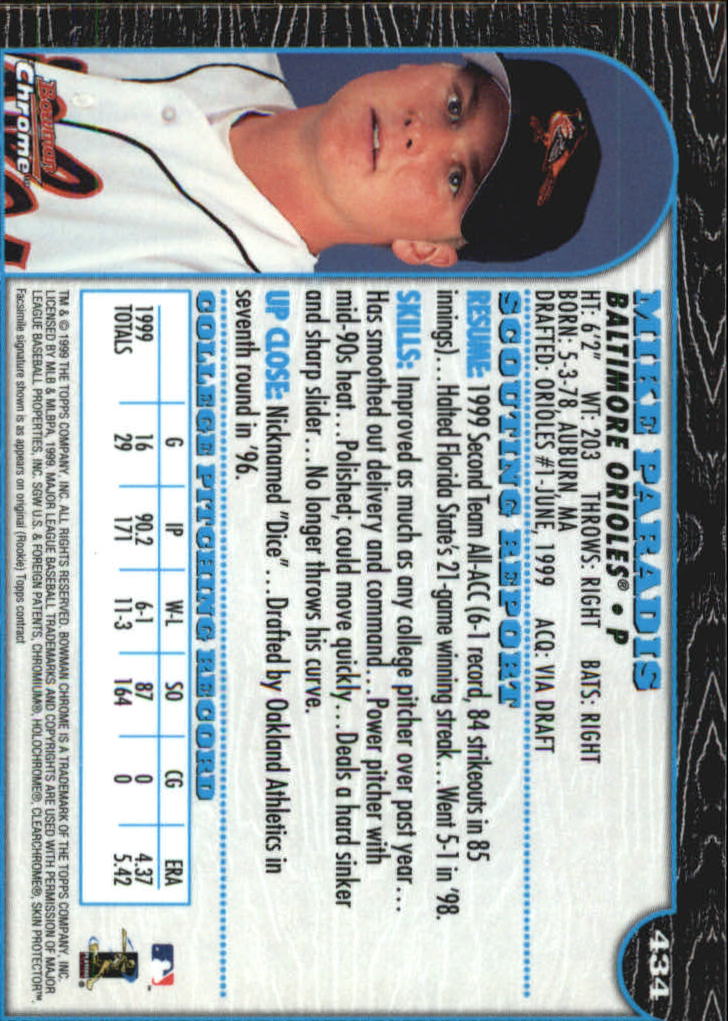 434
MIKE PARADIS
BALTIMORE ORIOLES® • P
HT: 6'2" WT: 203 THROWS: RIGHT BATS: RIGHT
BORN: 5-3-78, AUBURN, MA
DRAFTED: ORIOLES #1-JUNE, 1999 ACQ: VIA DRAFT
SCOUTING REPORT
RESUME: 1999 Second Team All-ACC (6-1 record, 84 strikeouts in 85
innings)...Halted Florida State's 21-game winning streak...Went 5-1 in '98.
SKILLS: Improved as much as any college pitcher over past year...
Has smoothed out delivery and command...Power pitcher with
mid-90s heat...Polished; could move quickly...Deals a hard sinker
and sharp slider...No longer throws his curve.
UP CLOSE: Nicknamed "Dice"...Drafted by Oakland Athletics in
seventh round in '96.
COLLEGE PITCHING RECORD
G IP W-L SO CG ERA
1999 16 90.2 6-1 87 0 4.37
TOTALS 29 171 11-3 164 0 5.42
Bowman
Chrome™
TM & © 1999 THE TOPPS COMPANY, INC. ALL RIGHTS RESERVED. BOWMAN CHROME IS A TRADEMARK OF THE TOPPS COMPANY, INC.
LICENSED BY MLB & MLBPA, 1999. MAJOR LEAGUE BASEBALL TRADEMARKS AND COPYRIGHTS ARE USED WITH PERMISSION OF MAJOR
LEAGUE BASEBALL PROPERTIES, INC. SGW U.S. & FOREIGN PATENTS, CHROMIUM®, HOLOCHROME®, CLEARCHROME®, SKIN PROTECTOR™.
Facsimile signature shown is as appears on original (Rookie) Topps contract